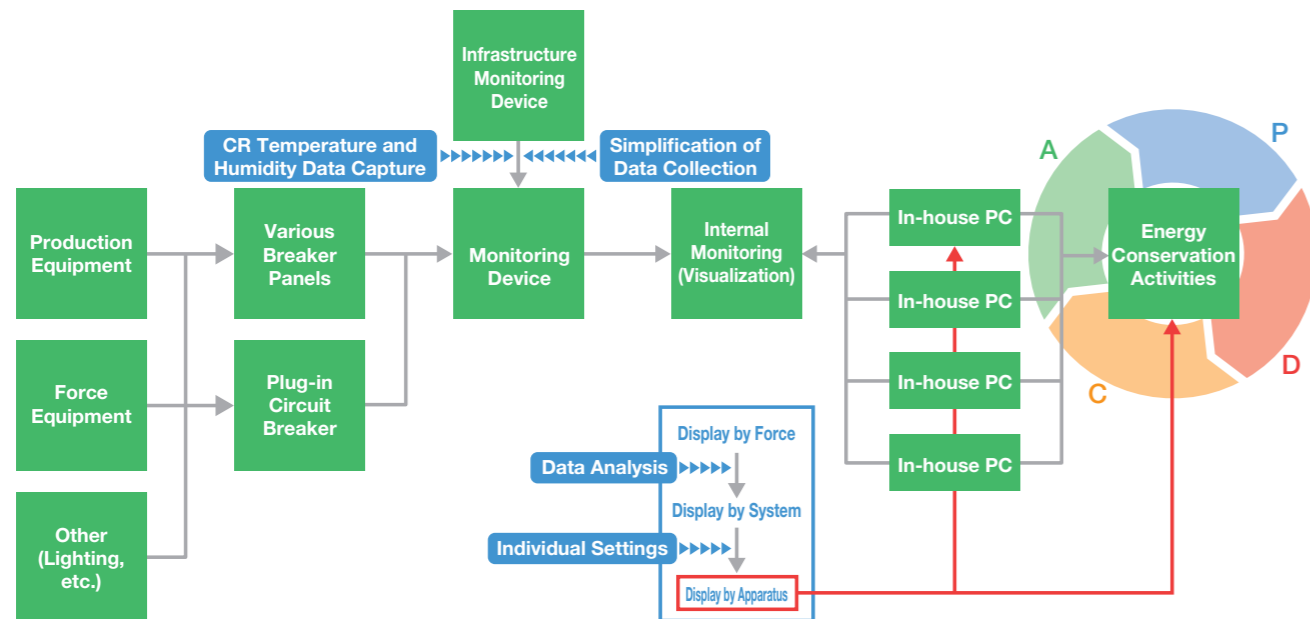 Infrastructure
Monitoring
Device
CR Temperature and
Humidity Data Capture
Simplification of
Data Collection
Production
Equipment
Various
Breaker
Panels
Monitoring
Device
Internal
Monitoring
(Visualization)
In-house PC
In-house PC
In-house PC
In-house PC
A
P
D
C
Energy
Conservation
Activities
Force
Equipment
Plug-in
Circuit
Breaker
Other
(Lighting,
etc.)
Display by Force
Data Analysis
Display by System
Individual Settings
Display by Apparatus